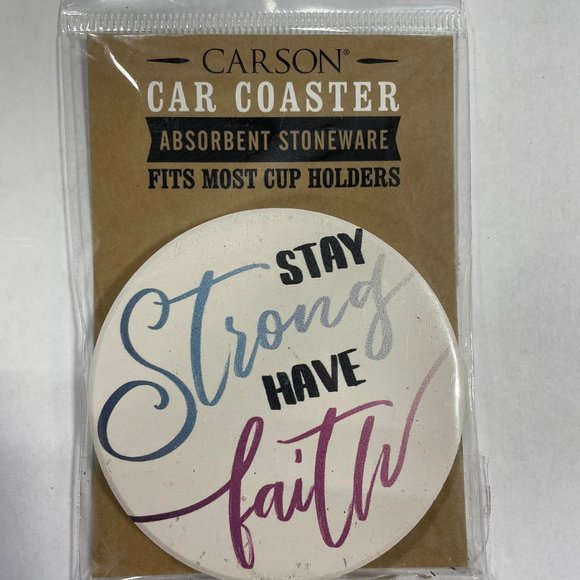 CARSON®
CAR COASTER
ABSORBENT STONEWARE
FITS MOST CUP HOLDERS
STAY
Strong
HAVE
faith